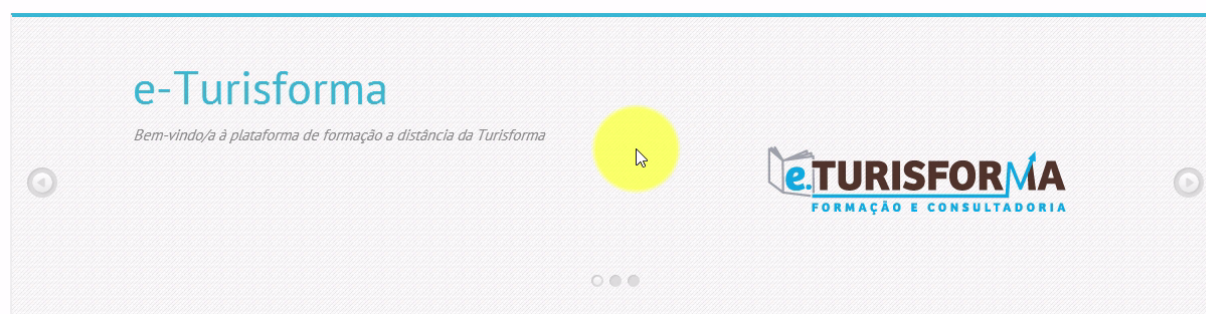 e-Turisforma
Bem-vindo/a à plataforma de formação a distância da Turisforma
e.TURISFORMA
FORMAÇÃO E CONSULTADORIA